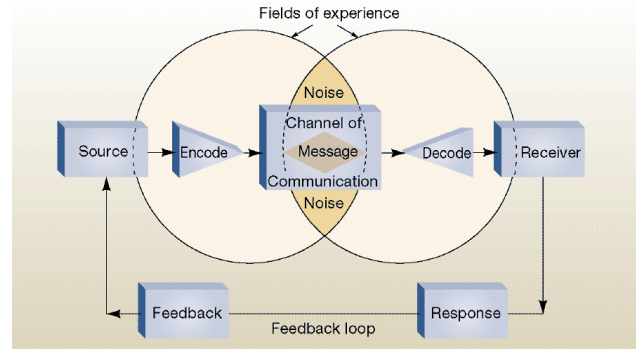 Fields of experience
Noise
Channel of
Source
Encode
Message
Decode
Receiver
Communication
Noise
Feedback
Response
Feedback loop